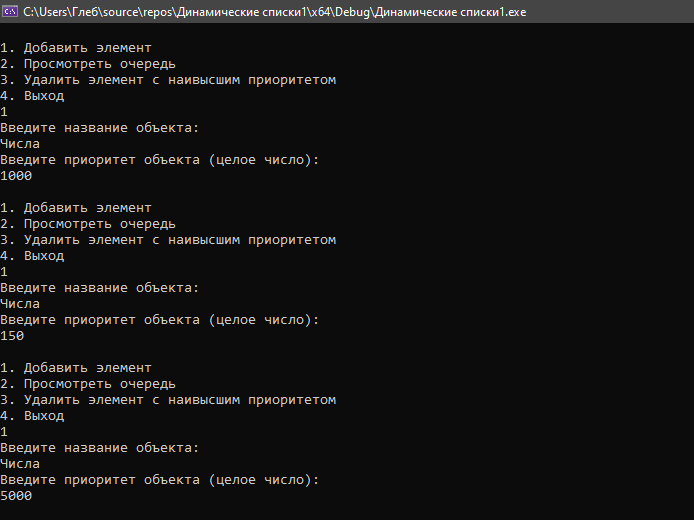 C:\Users\Глеб\source\repos\Динамические списки1\x64\Debug\Динамические списки1.exe
1. Добавить элемент
2. Просмотреть очередь
3. Удалить элемент с наивысшим приоритетом
4. Выход
1
Введите название объекта:
Числа
Введите приоритет объекта (целое число):
1000
1. Добавить элемент
2. Просмотреть очередь
3. Удалить элемент с наивысшим приоритетом
4. Выход
1
Введите название объекта:
Числа
Введите приоритет объекта (целое число):
150
1. Добавить элемент
2. Просмотреть очередь
3. Удалить элемент с наивысшим приоритетом
4. Выход
1
Введите название объекта:
Числа
Введите приоритет объекта (целое число):
5000